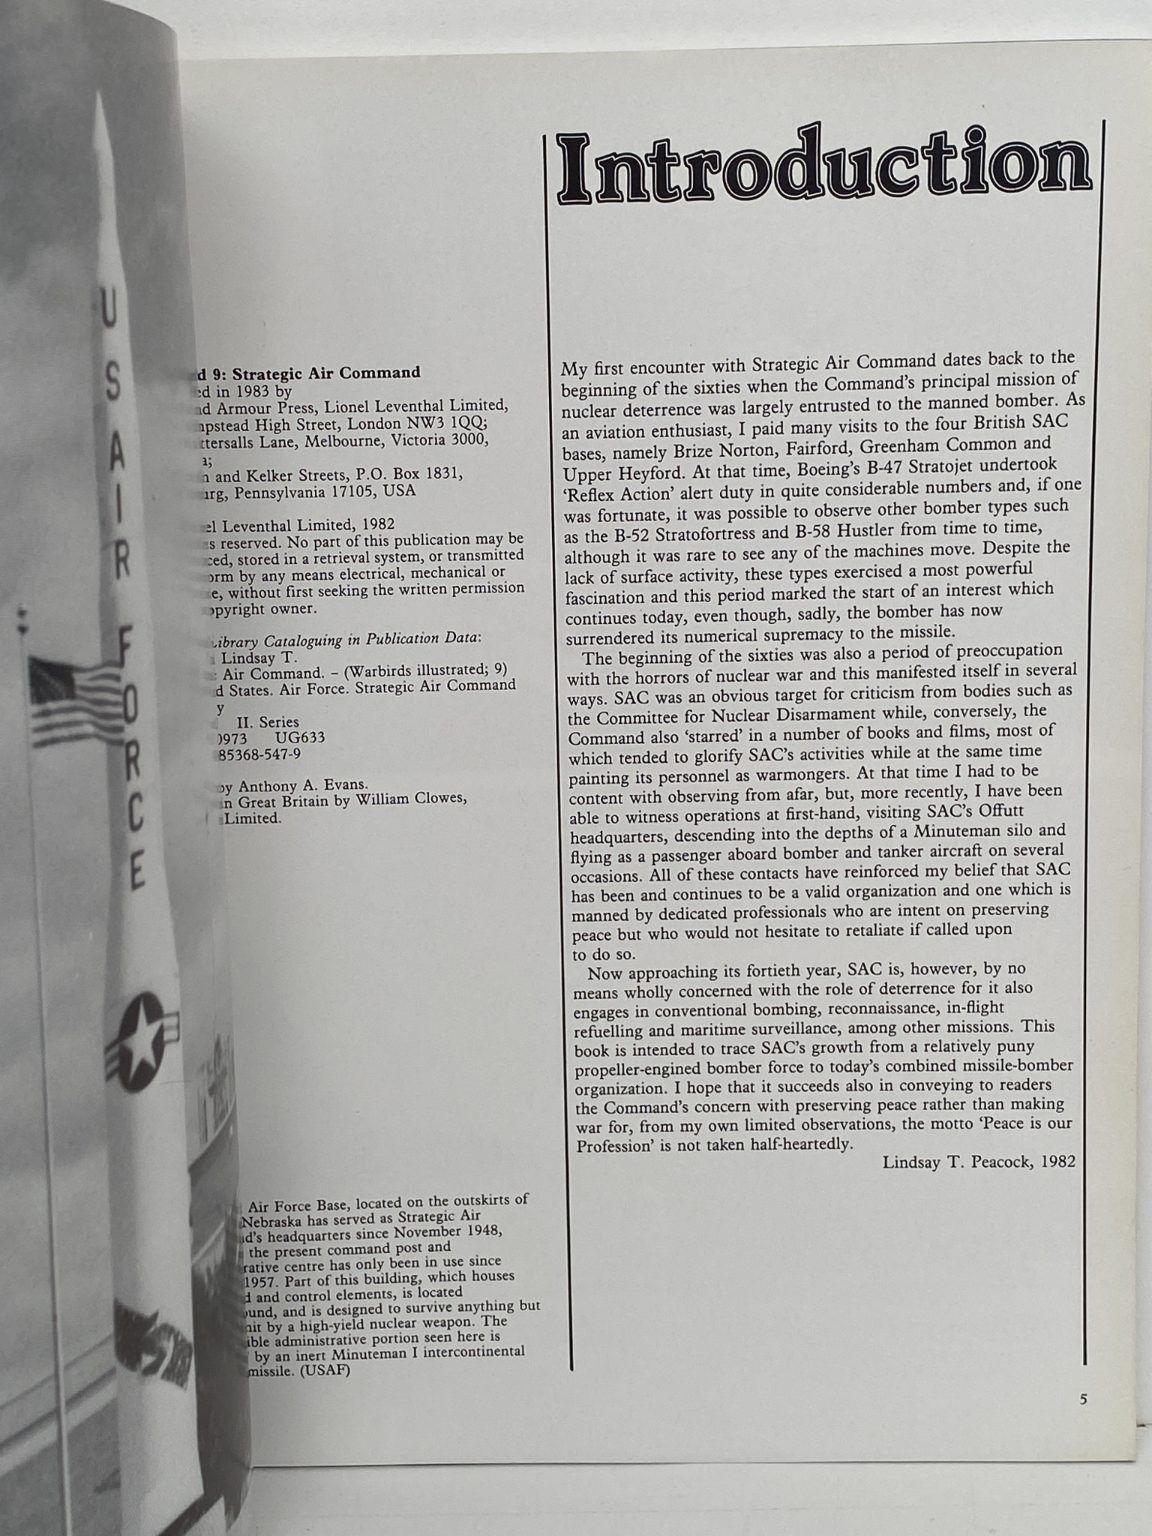 U S AIR FORCE
d 9: Strategic Air Command
in 1983 by
Armour Press, Lionel Leventhal Limited,
High Street, London NW3 1QQ;
Lane, Melbourne, Victoria 3000,
and Kelker Streets, P.O. Box 1831,
Pennsylvania 17105, USA
Leventhal Limited, 1982
s reserved. No part of this publication may be
stored in a retrieval system, or transmitted
by any means electrical, mechanical or
e, without first seeking the written permission
opyright owner.
Library Cataloguing in Publication Data:
Lindsay T.
: Air Command. – (Warbirds illustrated; 9)
d States. Air Force. Strategic Air Command
y
II. Series
0973 UG633
85368-547-9
by Anthony A. Evans.
in Great Britain by William Clowes,
Limited.
Air Force Base, located on the outskirts of
Nebraska has served as Strategic Air
d's headquarters since November 1948,
the present command post and
rative centre has only been in use since
1957. Part of this building, which houses
d and control elements, is located
ound, and is designed to survive anything but
hit by a high-yield nuclear weapon. The
ible administrative portion seen here is
by an inert Minuteman I intercontinental
missile. (USAF)
Introduction
My first encounter with Strategic Air Command dates back to the
beginning of the sixties when the Command's principal mission of
nuclear deterrence was largely entrusted to the manned bomber. As
an aviation enthusiast, I paid many visits to the four British SAC
bases, namely Brize Norton, Fairford, Greenham Common and
Upper Heyford. At that time, Boeing's B-47 Stratojet undertook
'Reflex Action' alert duty in quite considerable numbers and, if one
was fortunate, it was possible to observe other bomber types such
as the B-52 Stratofortress and B-58 Hustler from time to time,
although it was rare to see any of the machines move. Despite the
lack of surface activity, these types exercised a most powerful
fascination and this period marked the start of an interest which
continues today, even though, sadly, the bomber has now
surrendered its numerical supremacy to the missile.
The beginning of the sixties was also a period of preoccupation
with the horrors of nuclear war and this manifested itself in several
ways. SAC was an obvious target for criticism from bodies such as
the Committee for Nuclear Disarmament while, conversely, the
Command also 'starred' in a number of books and films, most of
which tended to glorify SAC's activities while at the same time
painting its personnel as warmongers. At that time I had to be
content with observing from afar, but, more recently, I have been
able to witness operations at first-hand, visiting SAC's Offutt
headquarters, descending into the depths of a Minuteman silo and
flying as a passenger aboard bomber and tanker aircraft on several
occasions. All of these contacts have reinforced my belief that SAC
has been and continues to be a valid organization and one which is
manned by dedicated professionals who are intent on preserving
peace but who would not hesitate to retaliate if called upon
to do so.
Now approaching its fortieth year, SAC is, however, by no
means wholly concerned with the role of deterrence for it also
engages in conventional bombing, reconnaissance, in-flight
refuelling and maritime surveillance, among other missions. This
book is intended to trace SAC's growth from a relatively puny
propeller-engined bomber force to today's combined missile-bomber
organization. I hope that it succeeds also in conveying to readers
the Command's concern with preserving peace rather than making
war for, from my own limited observations, the motto 'Peace is our
Profession' is not taken half-heartedly.
Lindsay T. Peacock, 1982
5